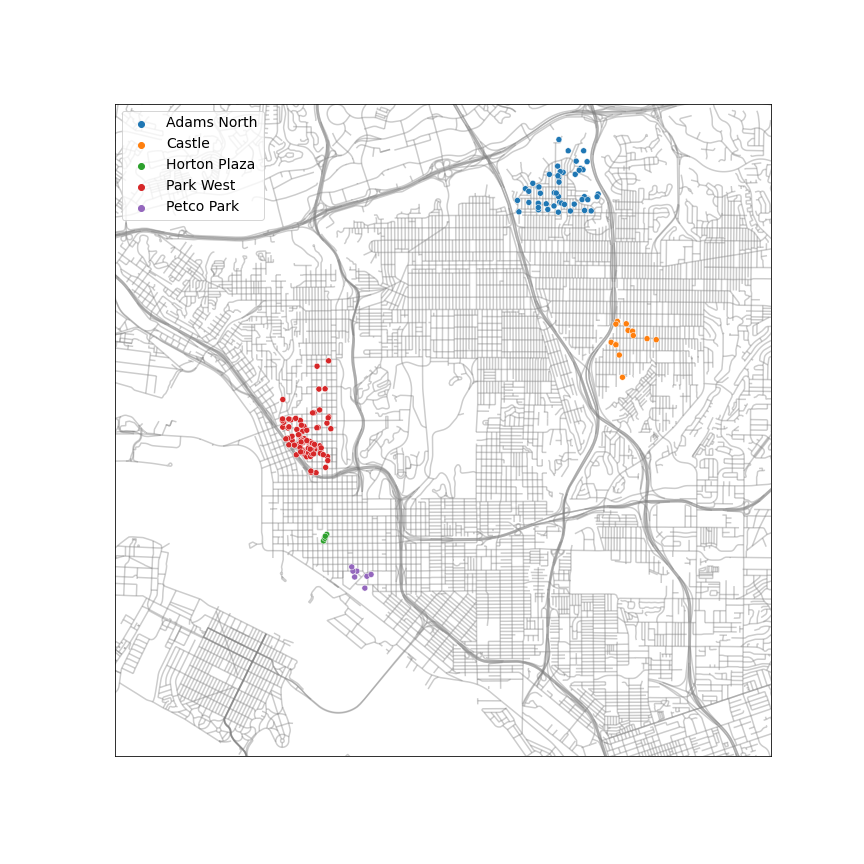 Adams North
Castle
Horton Plaza
Park West
Petco Park